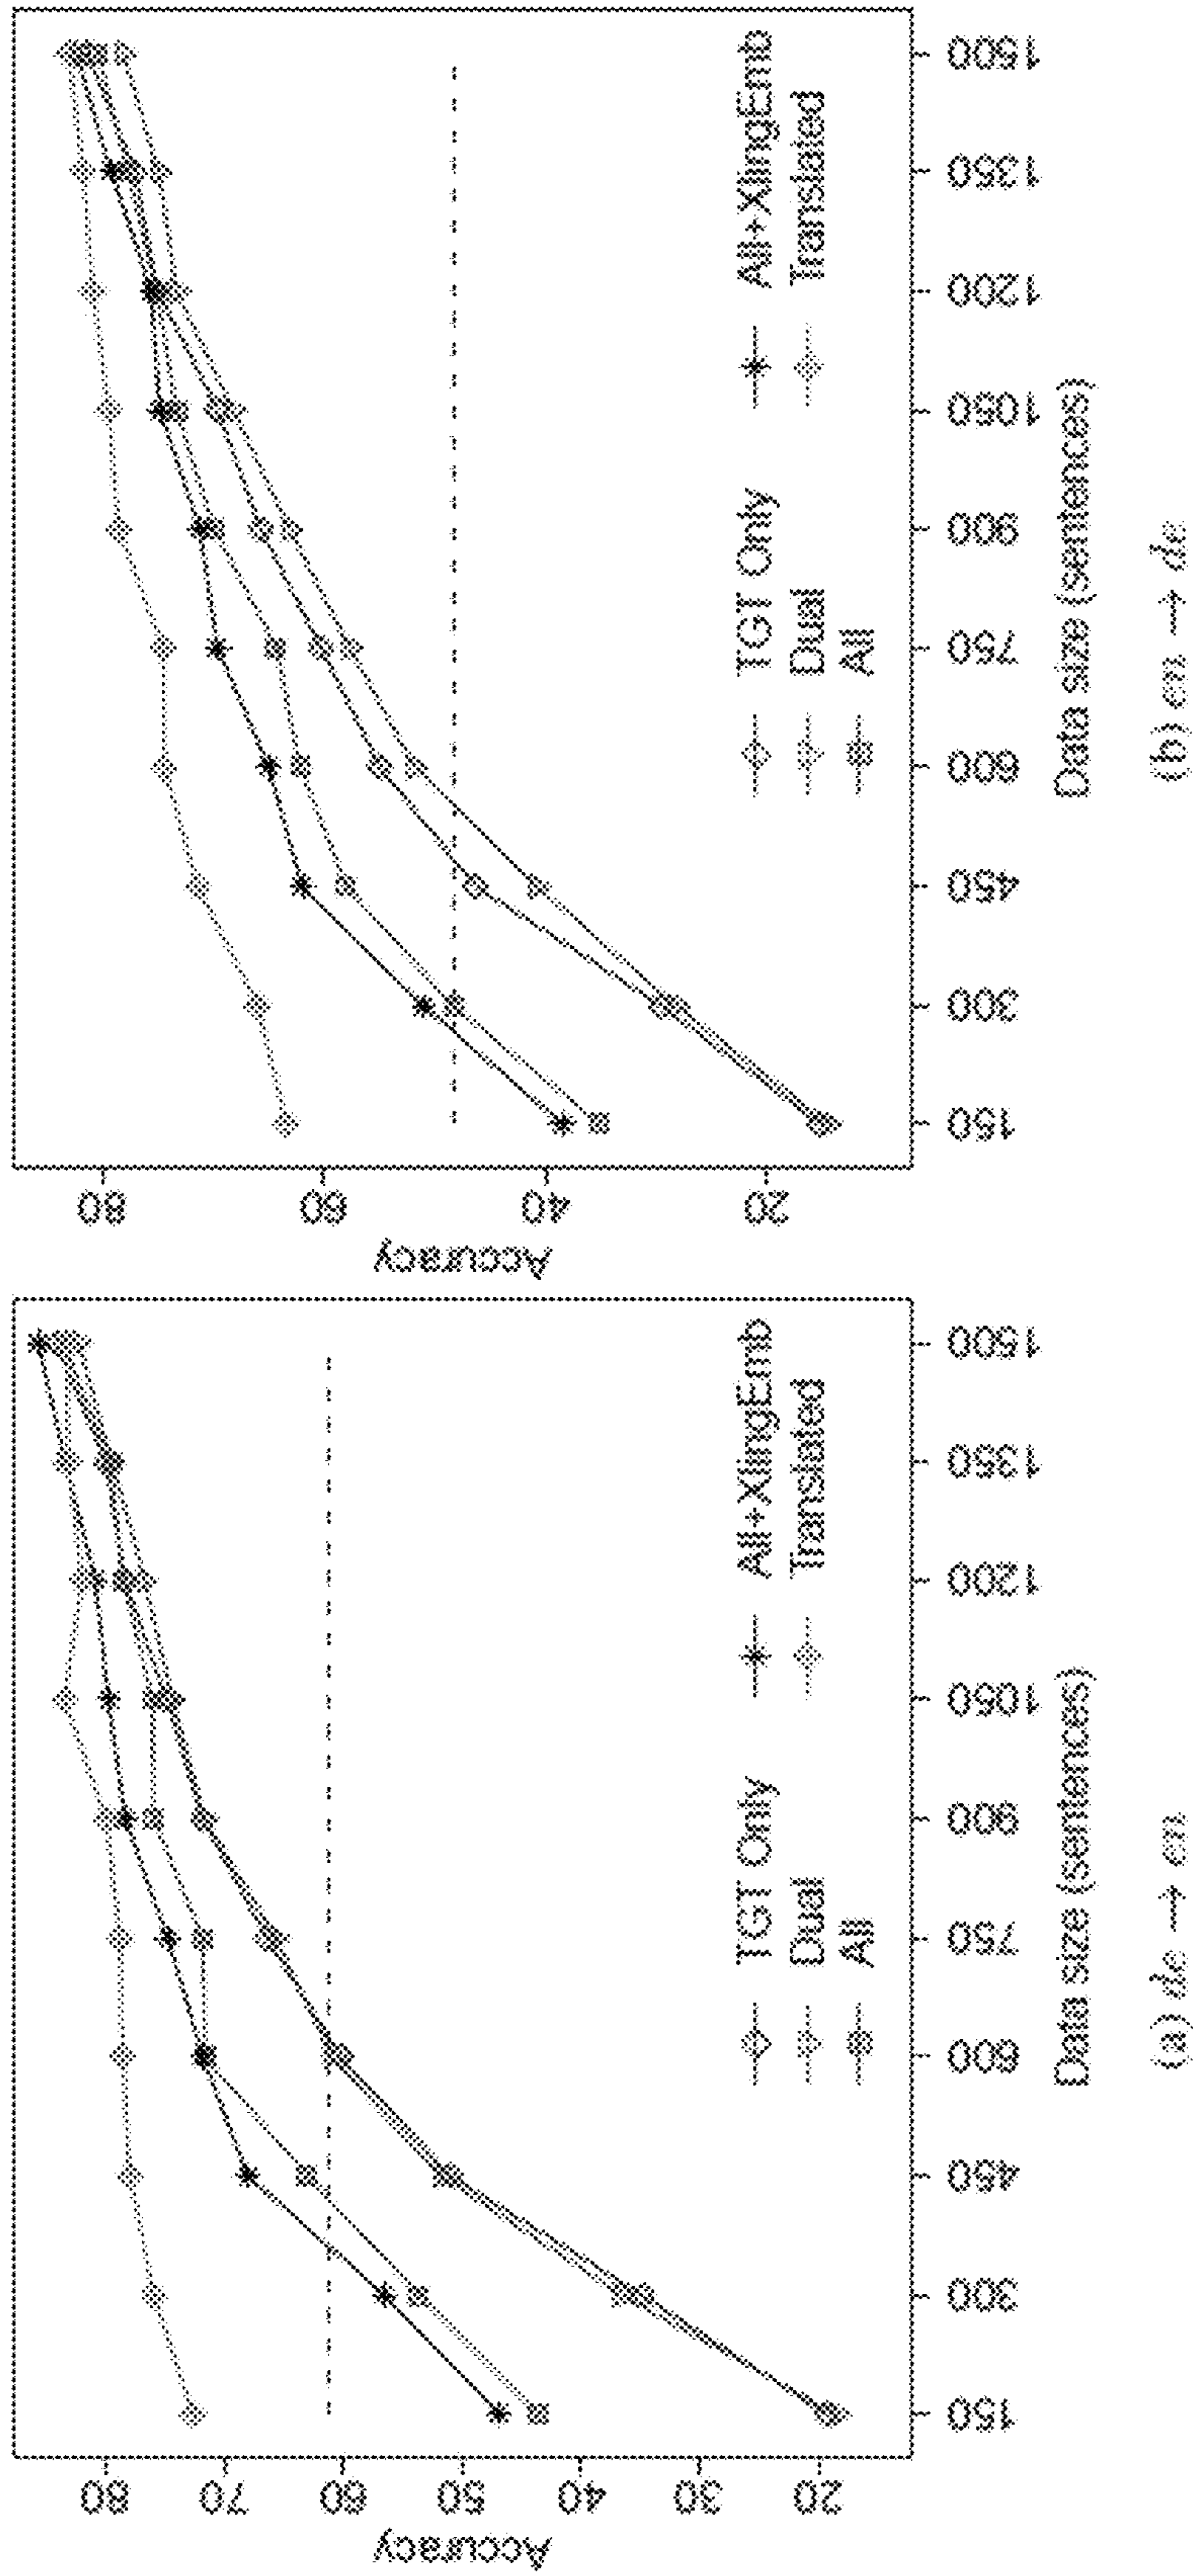 Accuracy
80
70
60
50
40
30
20
150
300
450
600
750
900
1050
1200
1350
1500
Data size (sentences)
TGT Only
Dual
All
All+XlingEmb
Translated
(a) de → en
Accuracy
80
60
40
20
150
300
450
600
750
900
1050
1200
1350
1500
Data size (sentences)
TGT Only
Dual
All
All+XlingEmb
Translated
(b) en → de